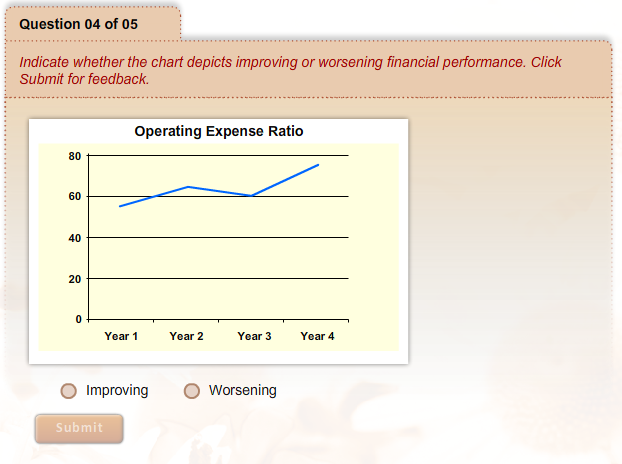 Question 04 of 05
Indicate whether the chart depicts improving or worsening financial performance. Click
Submit for feedback.
Operating Expense Ratio
80
60
40
20
0
Year 1 Year 2 Year 3 Year 4
Improving Worsening
Submit